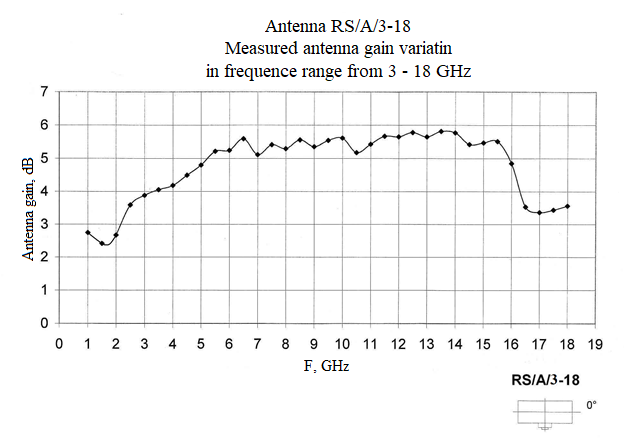 Antenna RS/A/3-18
Measured antenna gain variatin
in frequence range from 3 - 18 GHz
Antenna gain, dB
7
6
5
4
3
2
1
0
0 1 2 3 4 5 6 7 8 9 10 11 12 13 14 15 16 17 18 19
F, GHz
RS/A/3-18
0°